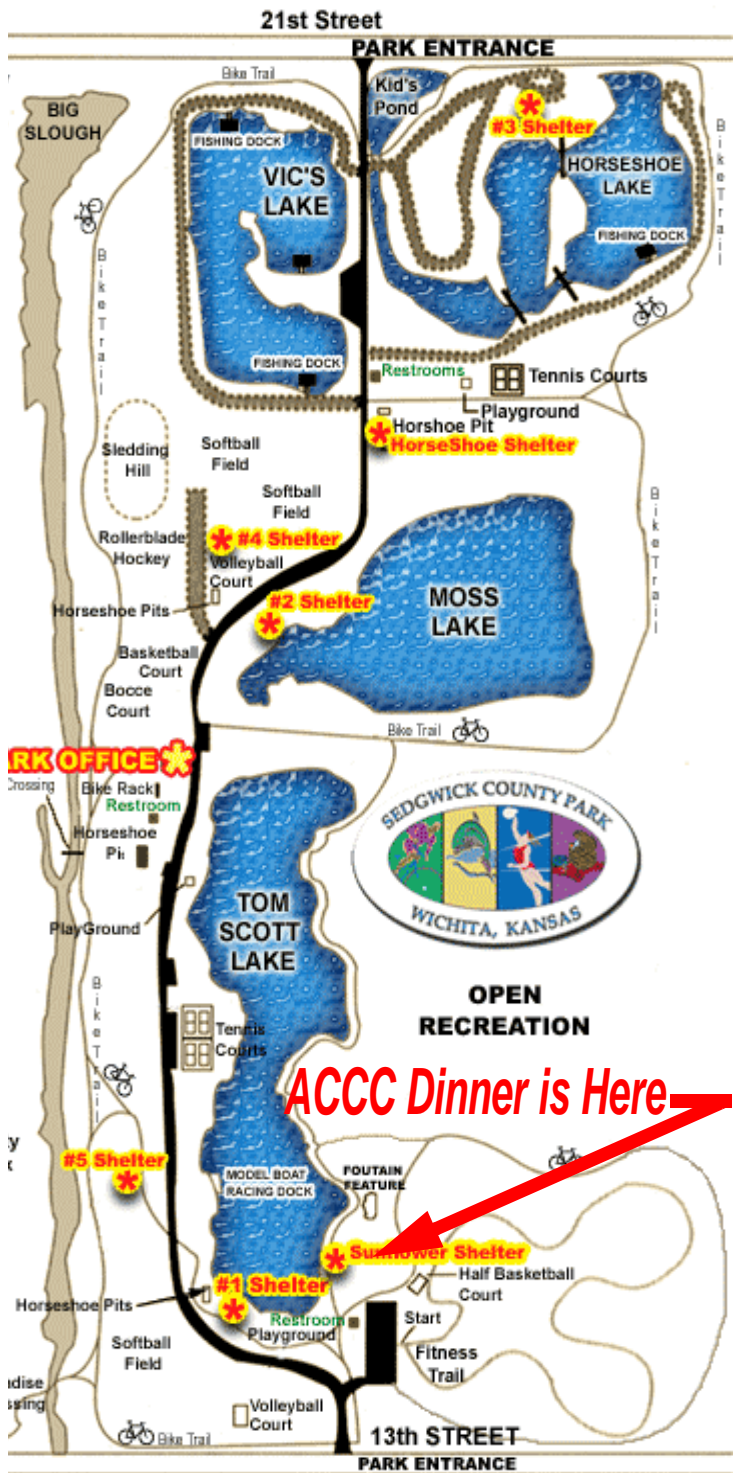 21st Street
PARK ENTRANCE
Bike Trail
Kid's
Pond
BIG
SLOUGH
#3 Shelter
FISHING DOCK
VIC'S
LAKE
HORSESHOE
LAKE
Bike Trail
FISHING DOCK
Bike Trail
FISHING DOCK
Restrooms
Tennis Courts
Playground
Horshoe Pit
HorseShoe Shelter
Softball
Field
Sledding
Hill
Softball
Field
Bike Trail
Rollerblade
Hockey
#4 Shelter
Volleyball
Court
Horseshoe Pits
#2 Shelter
MOSS
LAKE
Basketball
Court
Bocce
Court
Bike Trail
ARK OFFICE
Crossing
Bike Rack
Restroom
Horseshoe
Pi
SEDGWICK COUNTY PARK
WICHITA, KANSAS
TOM
SCOTT
LAKE
PlayGround
OPEN
RECREATION
Tennis
Courts
Bike Trail
ACCC Dinner is Here
#5 Shelter
MODEL BOAT
RACING DOCK
FOUTAIN
FEATURE
Sunflower Shelter
Half Basketball
Court
#1 Shelter
Horseshoe Pits
Restroom
Playground
Start
Fitness
Trail
Softball
Field
Volleyball
Court
Bike Trail
13th STREET
PARK ENTRANCE